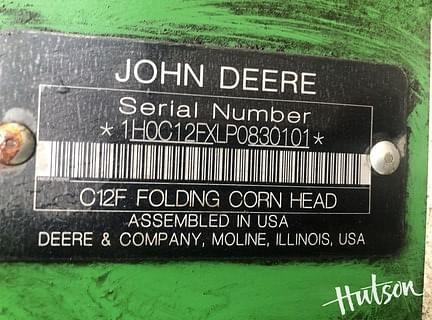 JOHN DEERE
Serial Number
*1H0C12FXLP0830101*
C12F FOLDING CORN HEAD
ASSEMBLED IN USA
DEERE & COMPANY, MOLINE, ILLINOIS, USA
Hutson